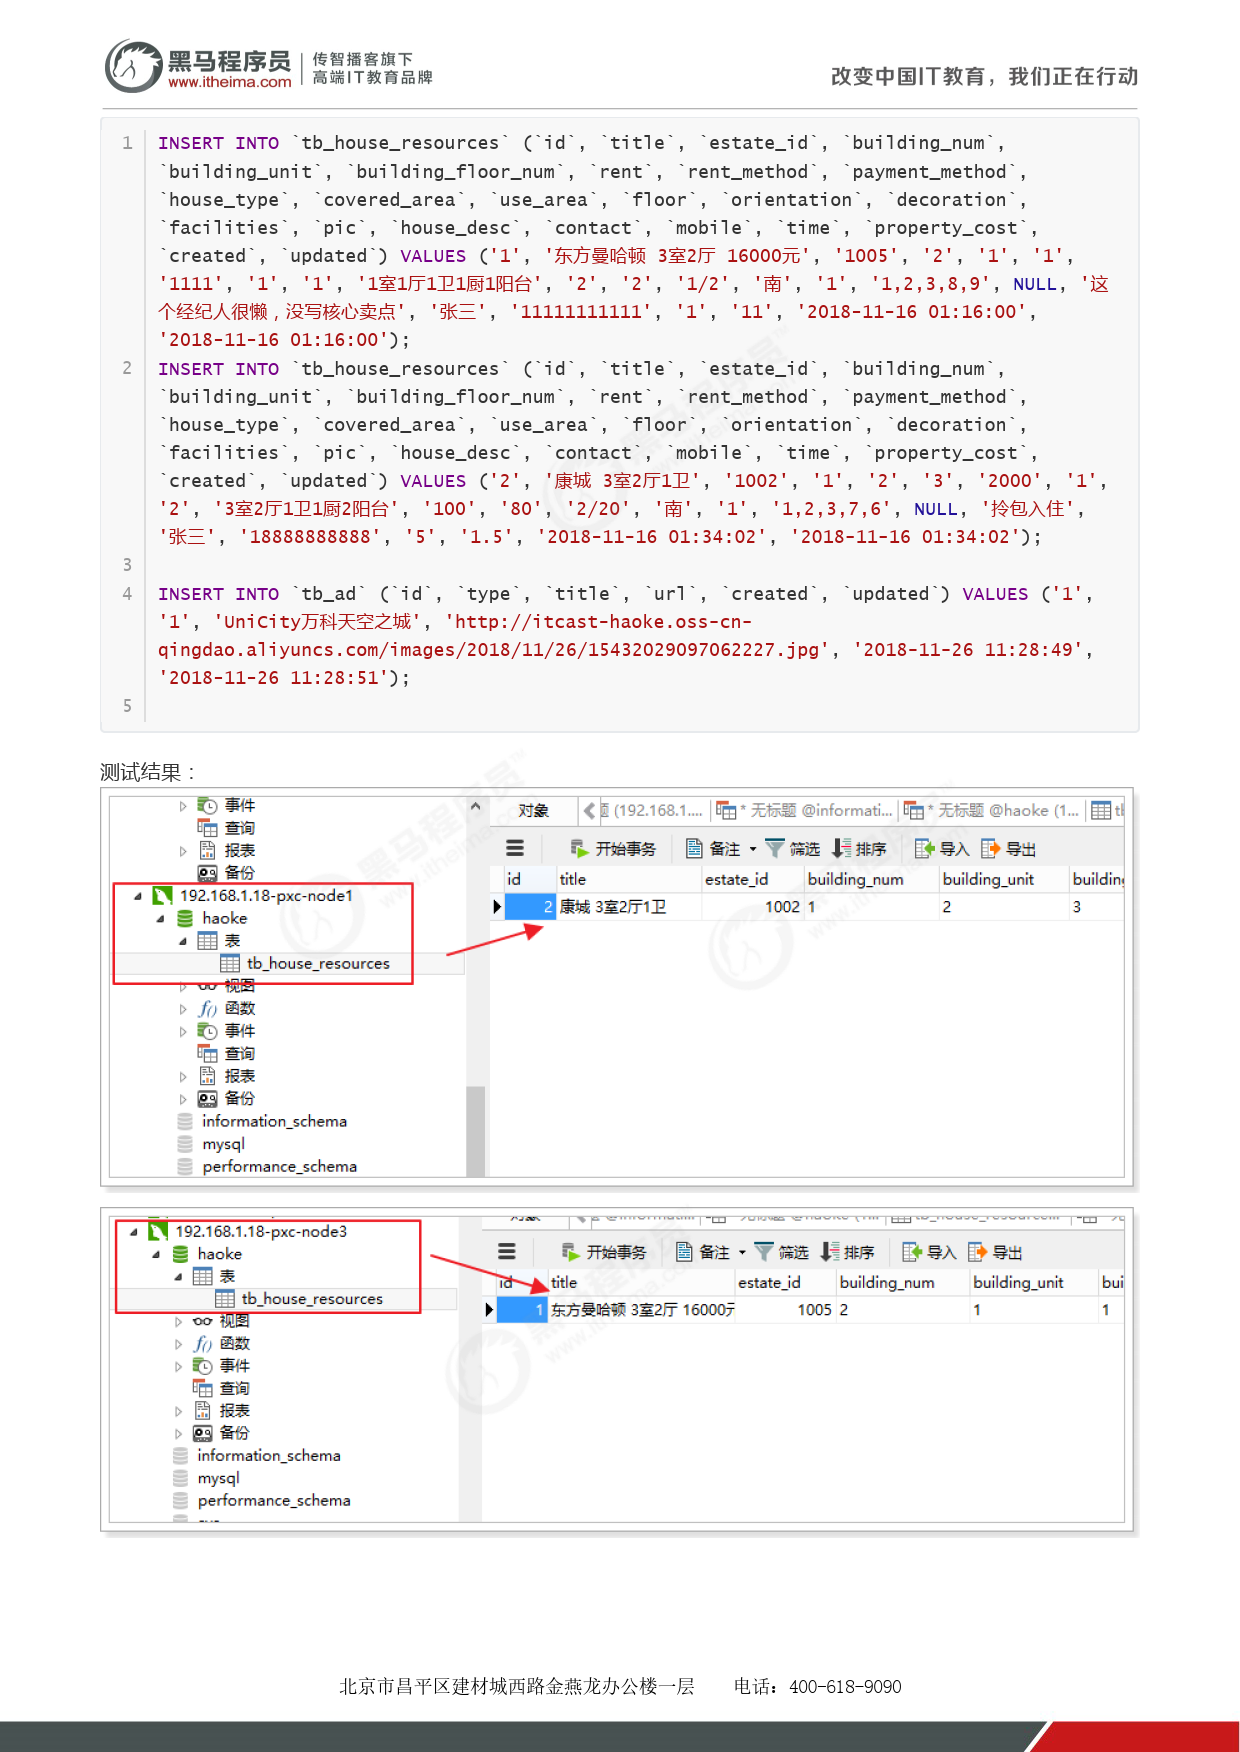 黑马程序员
www.itheima.com
传智播客旗下
高端IT教育品牌
改变中国IT教育，我们正在行动
1 INSERT INTO `tb_house_resources` (`id`, `title`, `estate_id`, `building_num`,
`building_unit`, `building_floor_num`, `rent`, `rent_method`, `payment_method`,
`house_type`, `covered_area`, `use_area`, `floor`, `orientation`, `decoration`,
`facilities`, `pic`, `house_desc`, `contact`, `mobile`, `time`, `property_cost`,
`created`, `updated`) VALUES ('1', '东方曼哈顿 3室2厅 16000元', '1005', '2', '1', '1',
'1111', '1', '1', '1室1厅1卫1厨1阳台', '2', '2', '1/2', '南', '1', '1,2,3,8,9', NULL, '这
个经纪人很懒，没写核心卖点', '张三', '11111111111', '1', '11', '2018-11-16 01:16:00',
'2018-11-16 01:16:00');
2 INSERT INTO `tb_house_resources` (`id`, `title`, `estate_id`, `building_num`,
`building_unit`, `building_floor_num`, `rent`, `rent_method`, `payment_method`,
`house_type`, `covered_area`, `use_area`, `floor`, `orientation`, `decoration`,
`facilities`, `pic`, `house_desc`, `contact`, `mobile`, `time`, `property_cost`,
`created`, `updated`) VALUES ('2', '康城 3室2厅1卫', '1002', '1', '2', '3', '2000', '1',
'2', '3室2厅1卫1厨2阳台', '100', '80', '2/20', '南', '1', '1,2,3,7,6', NULL, '拎包入住',
'张三', '18888888888', '5', '1.5', '2018-11-16 01:34:02', '2018-11-16 01:34:02');
3
4 INSERT INTO `tb_ad` (`id`, `type`, `title`, `url`, `created`, `updated`) VALUES ('1',
'1', 'UniCity万科天空之城', 'http://itcast-haoke.oss-cn-
qingdao.aliyuncs.com/images/2018/11/26/15432029097062227.jpg', '2018-11-26 11:28:49',
'2018-11-26 11:28:51');
5
测试结果：
事件
查询
报表
备份
192.168.1.18-pxc-node1
haoke
表
tb_house_resources
视图
函数
事件
查询
报表
备份
information_schema
mysql
performance_schema
对象 题 (192.168.1.... * 无标题 @informati... * 无标题 @haoke (1... tb
开始事务 备注 筛选 排序 导入 导出
id title estate_id building_num building_unit building
2 康城 3室2厅1卫 1002 1 2 3
192.168.1.18-pxc-node3
haoke
表
tb_house_resources
视图
函数
事件
查询
报表
备份
information_schema
mysql
performance_schema
开始事务 备注 筛选 排序 导入 导出
id title estate_id building_num building_unit bui
1 东方曼哈顿 3室2厅 16000元 1005 2 1 1
北京市昌平区建材城西路金燕龙办公楼一层 电话：400-618-9090